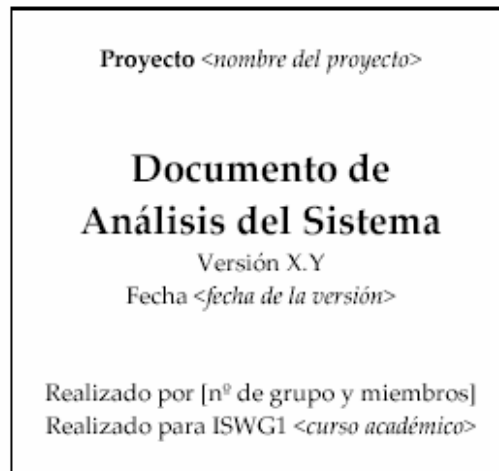 Proyecto <nombre del proyecto>
Documento de
Análisis del Sistema
Versión X.Y
Fecha <fecha de la versión>
Realizado por [nº de grupo y miembros]
Realizado para ISWG1 <curso académico>